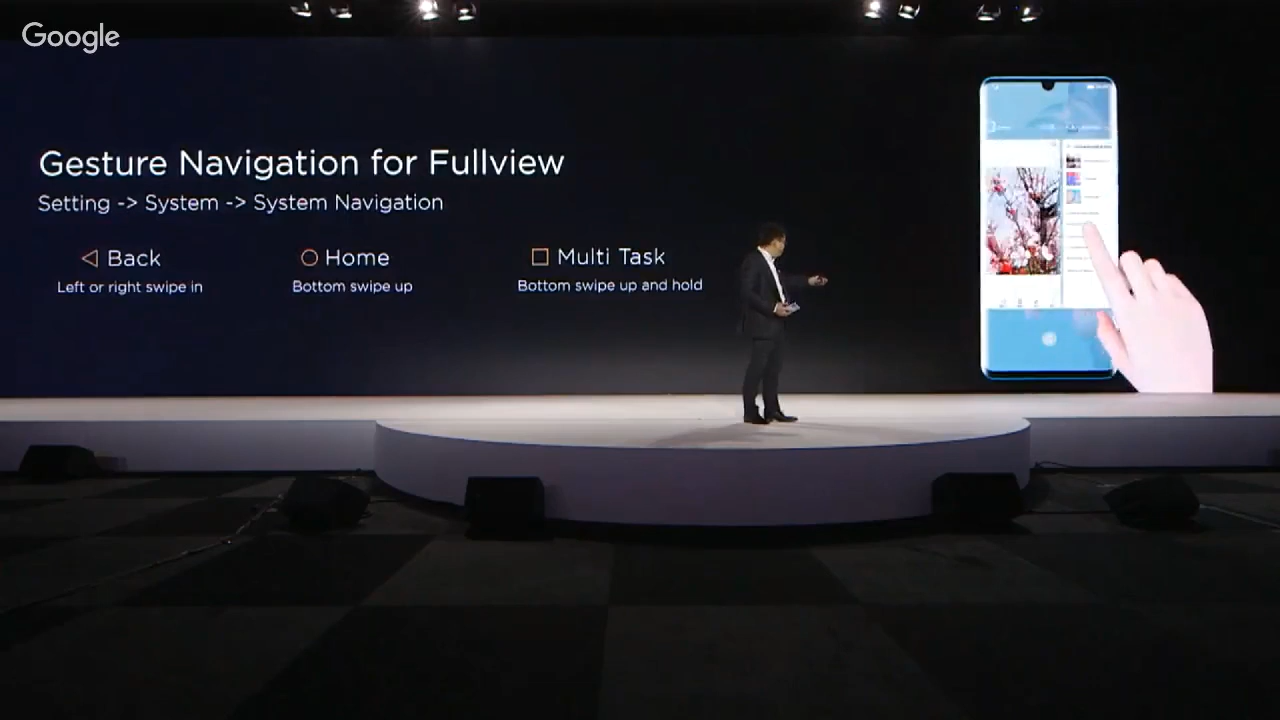 Google
Gesture Navigation for Fullview
Setting -> System -> System Navigation
Back
Left or right swipe in
Home
Bottom swipe up
Multi Task
Bottom swipe up and hold